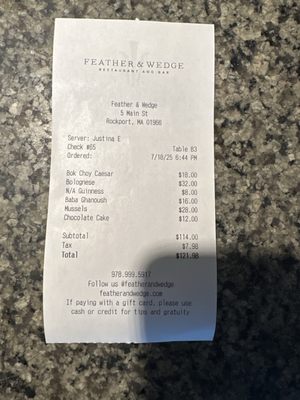 FEATHER & WEDGE
RESTAURANT AND BAR
Feather & Wedge
5 Main St
Rockport, MA 01966
Server: Justina E
Check #65 Table 83
Ordered: 7/18/25 6:44 PM
Bok Choy Caesar $18.00
Bolognese $32.00
N/A Guinness $8.00
Baba Ghanoush $16.00
Mussels $28.00
Chocolate Cake $12.00
Subtotal $114.00
Tax $7.98
Total $121.98
978.999.5917
Follow us #featherandwedge
featherandwedge.com
If paying with a gift card, please use
cash or credit for tips and gratuity